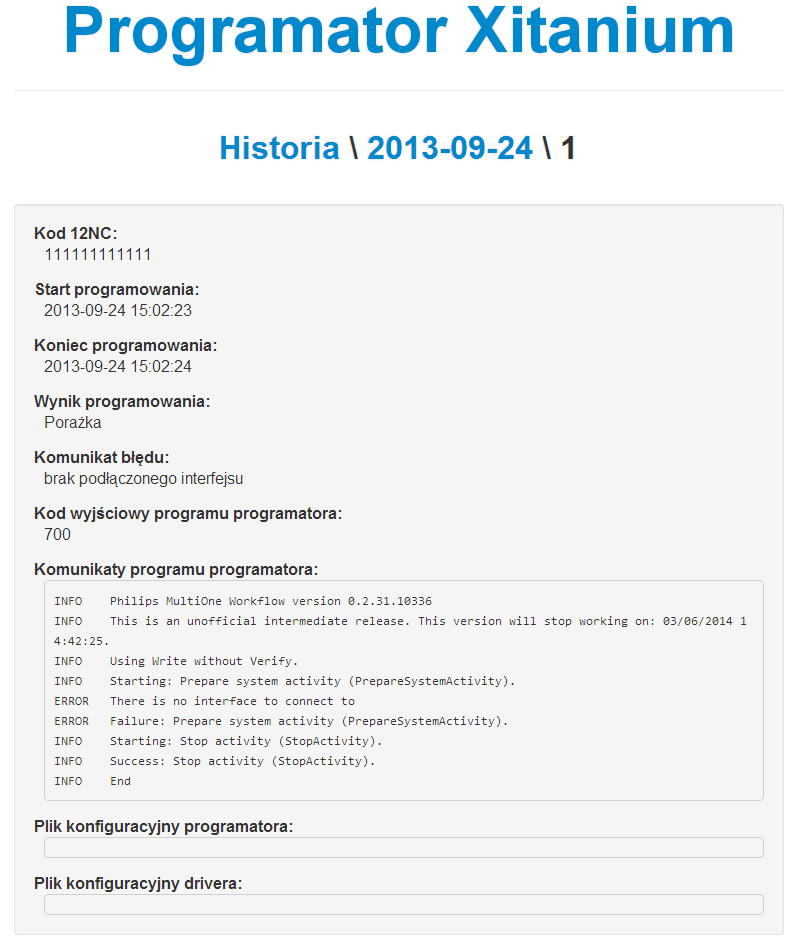 Programator Xitanium
Historia \ 2013-09-24 \ 1
Kod 12NC:
111111111111
Start programowania:
2013-09-24 15:02:23
Koniec programowania:
2013-09-24 15:02:24
Wynik programowania:
Porażka
Komunikat błędu:
brak podłączonego interfejsu
Kod wyjściowy programu programatora:
700
Komunikaty programu programatora:
INFO    Philips MultiOne Workflow version 0.2.31.10336
INFO    This is an unofficial intermediate release. This version will stop working on: 03/06/2014 1
4:42:25.
INFO    Using Write without Verify.
INFO    Starting: Prepare system activity (PrepareSystemActivity).
ERROR   There is no interface to connect to
ERROR   Failure: Prepare system activity (PrepareSystemActivity).
INFO    Starting: Stop activity (StopActivity).
INFO    Success: Stop activity (StopActivity).
INFO    End
Plik konfiguracyjny programatora:
Plik konfiguracyjny drivera: